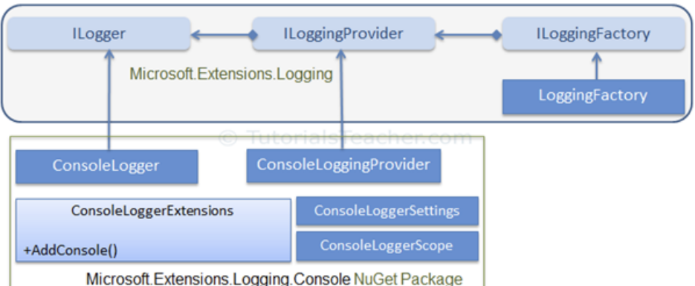 ILogger
ILoggingProvider
ILoggingFactory
Microsoft.Extensions.Logging
LoggingFactory
© TutorialsTeacher.com
ConsoleLogger
ConsoleLoggingProvider
ConsoleLoggerExtensions
+AddConsole()
ConsoleLoggerSettings
ConsoleLoggerScope
Microsoft.Extensions.Logging.Console NuGet Package